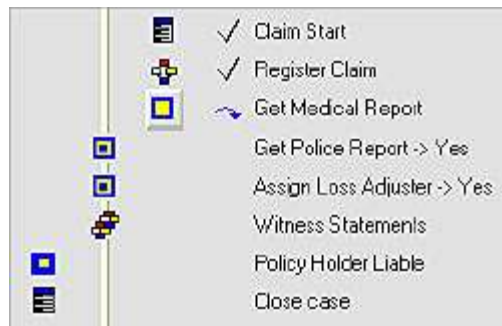 Claim Start
Register Claim
Get Medical Report
Get Police Report -> Yes
Assign Loss Adjuster -> Yes
Witness Statements
Policy Holder Liable
Close case